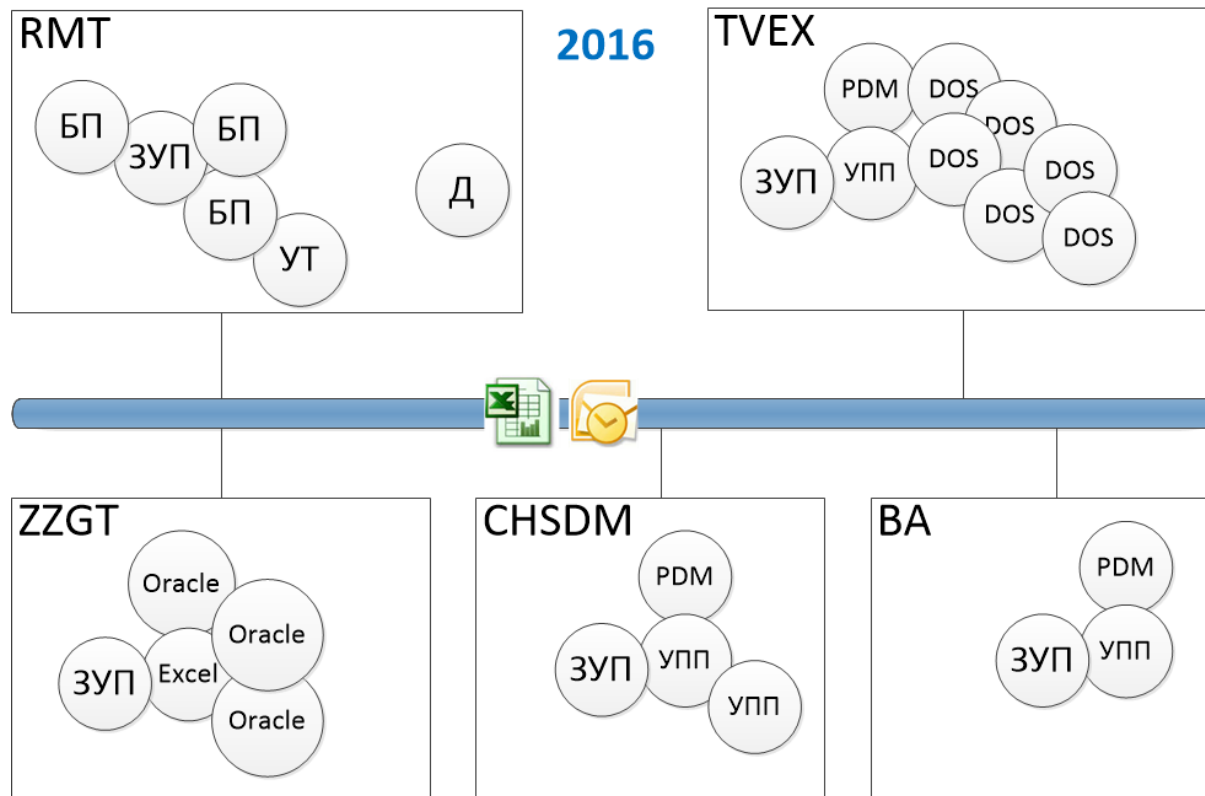 RMT
2016
TVEX
БП
ЗУП
БП
БП
УТ
Д
PDM
DOS
DOS
ЗУП
УПП
DOS
DOS
DOS
DOS
ZZGT
Oracle
Oracle
ЗУП
Excel
Oracle
CHSDM
PDM
ЗУП
УПП
УПП
BA
PDM
ЗУП
УПП